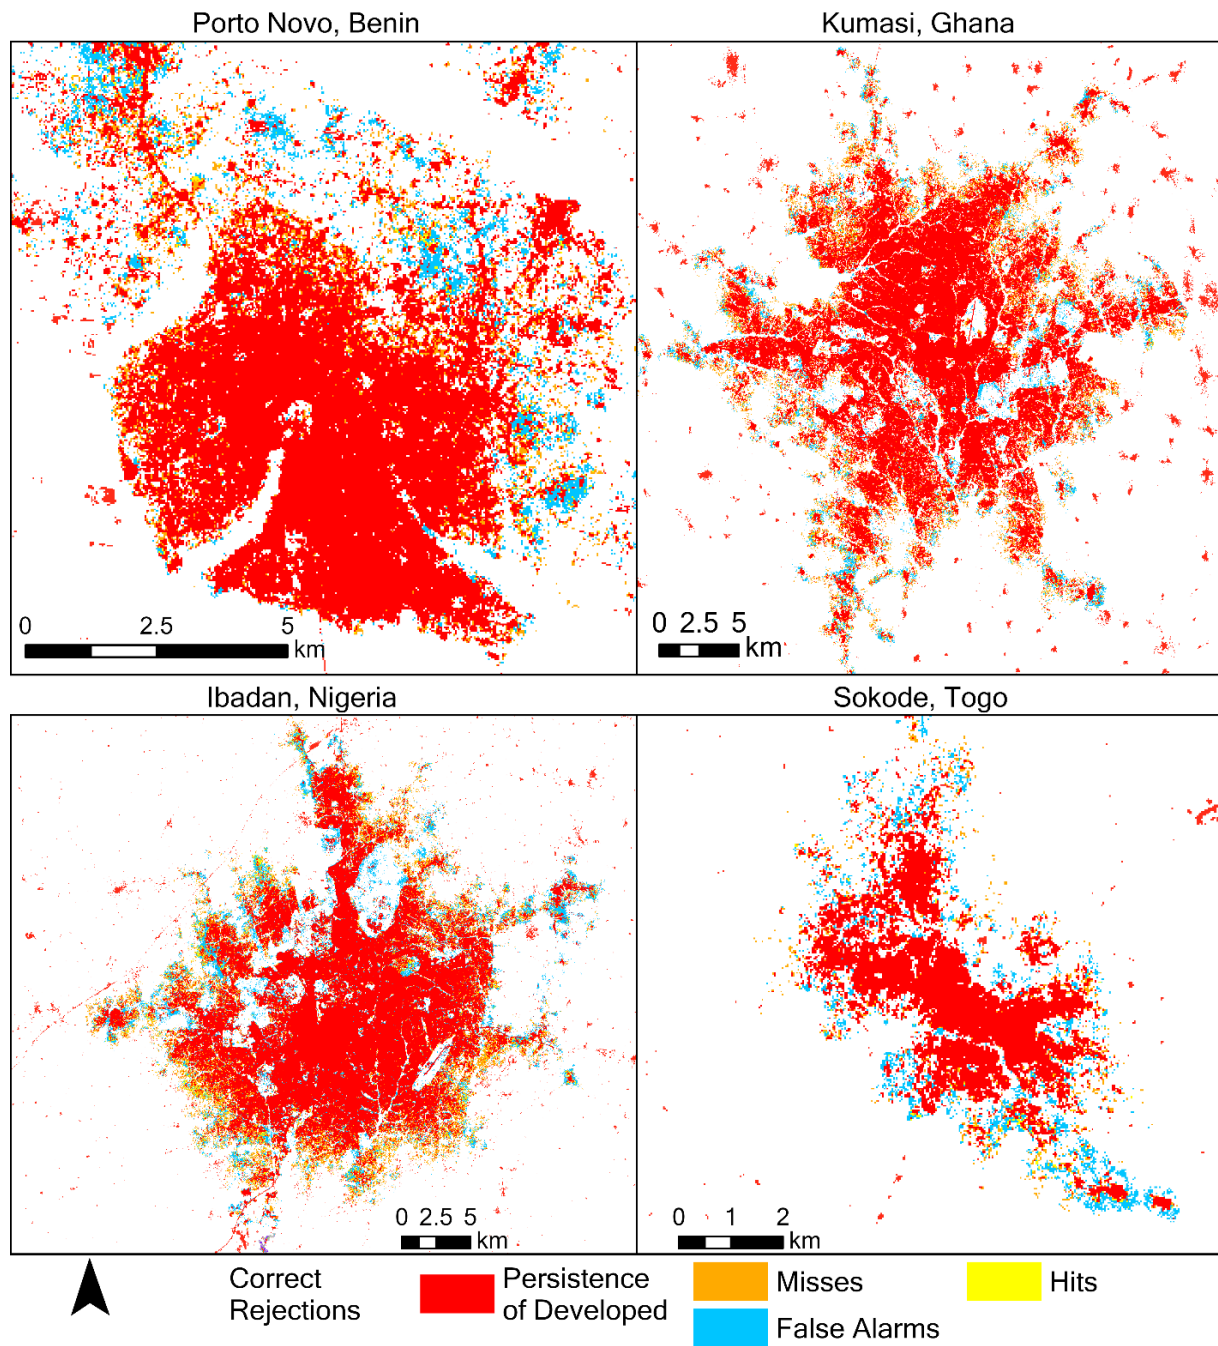 Porto Novo, Benin
Kumasi, Ghana
0 2.5 5
km
0 2.5 5
km
Ibadan, Nigeria
Sokode, Togo
0 2.5 5
km
0 1 2
km
Correct
Rejections
Persistence
of Developed
Misses
False Alarms
Hits